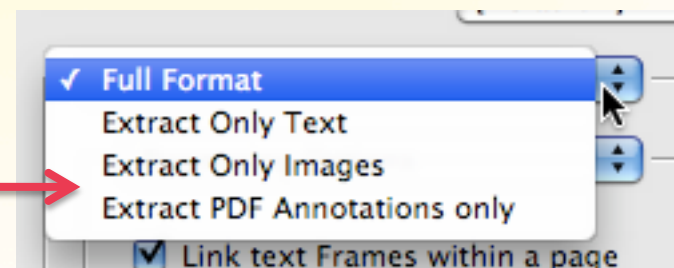 ✓ Full Format
Extract Only Text
Extract Only Images
Extract PDF Annotations only
Link text Frames within a page